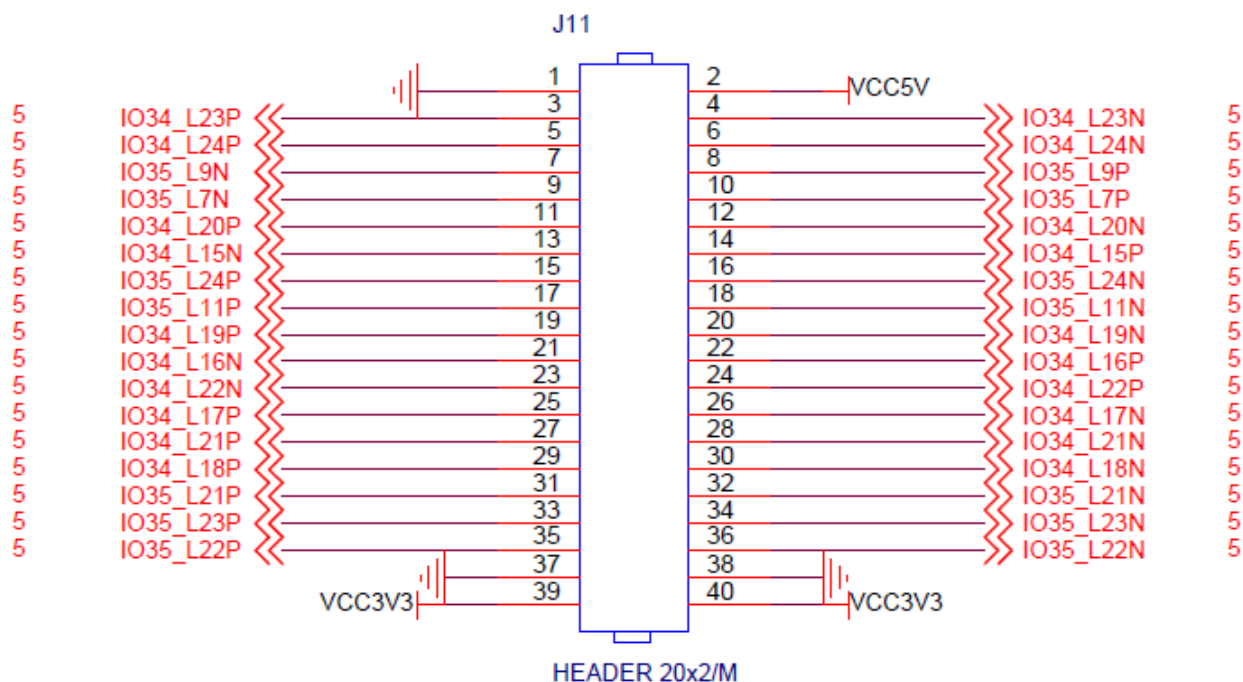 J11
1 2 VCC5V
5 IO34_L23P 3 4 IO34_L23N 5
5 IO34_L24P 5 6 IO34_L24N 5
5 IO35_L9N 7 8 IO35_L9P 5
5 IO35_L7N 9 10 IO35_L7P 5
5 IO34_L20P 11 12 IO34_L20N 5
5 IO34_L15N 13 14 IO34_L15P 5
5 IO35_L24P 15 16 IO35_L24N 5
5 IO35_L11P 17 18 IO35_L11N 5
5 IO34_L19P 19 20 IO34_L19N 5
5 IO34_L16N 21 22 IO34_L16P 5
5 IO34_L22N 23 24 IO34_L22P 5
5 IO34_L17P 25 26 IO34_L17N 5
5 IO34_L21P 27 28 IO34_L21N 5
5 IO34_L18P 29 30 IO34_L18N 5
5 IO35_L21P 31 32 IO35_L21N 5
5 IO35_L23P 33 34 IO35_L23N 5
5 IO35_L22P 35 36 IO35_L22N 5
37 38
VCC3V3 39 40 VCC3V3
HEADER 20x2/M